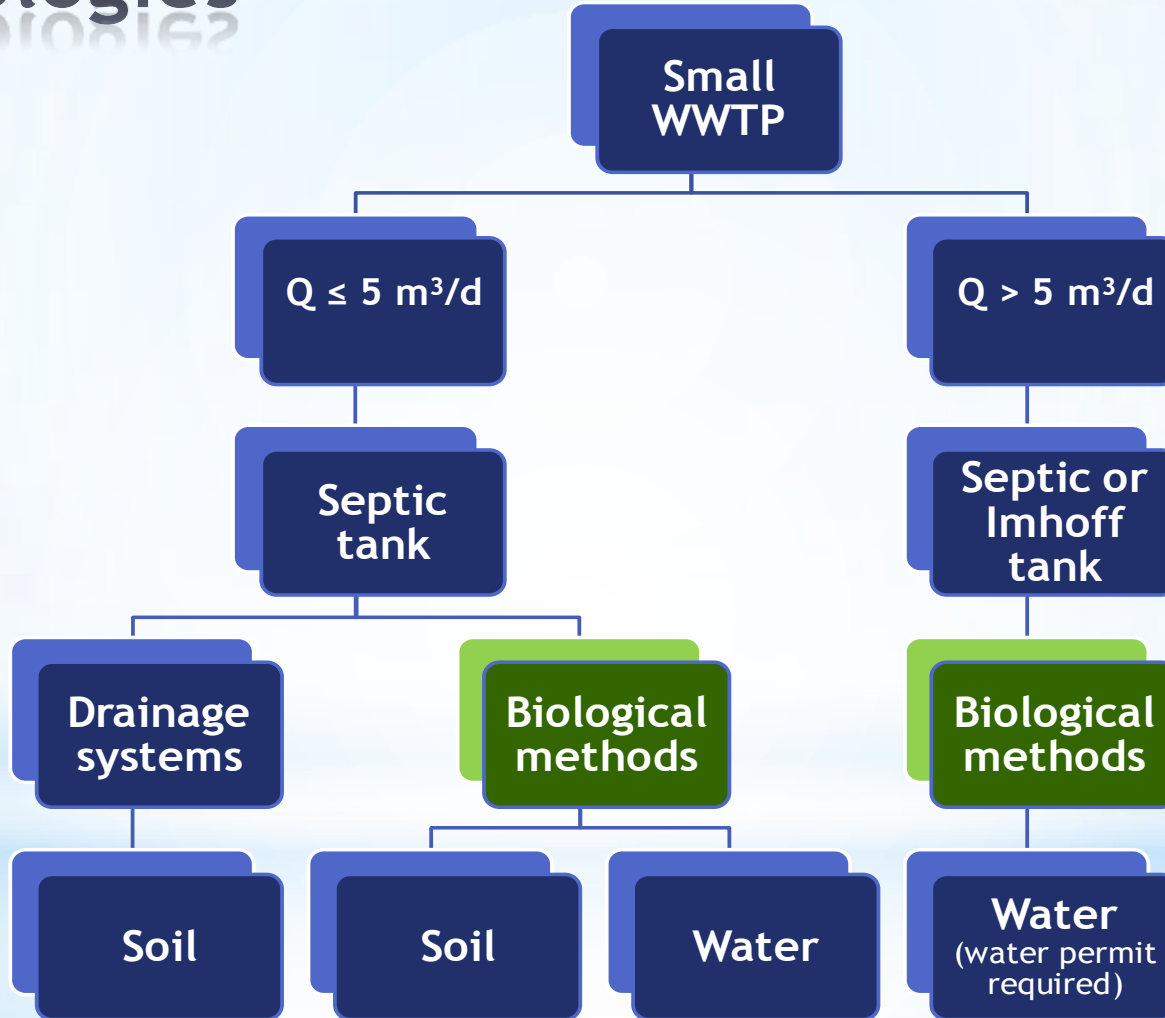 Small
WWTP
Q ≤ 5 m³/d
Q > 5 m³/d
Septic
tank
Septic or
Imhoff
tank
Drainage
systems
Biological
methods
Biological
methods
Soil
Soil
Water
Water
(water permit
required)